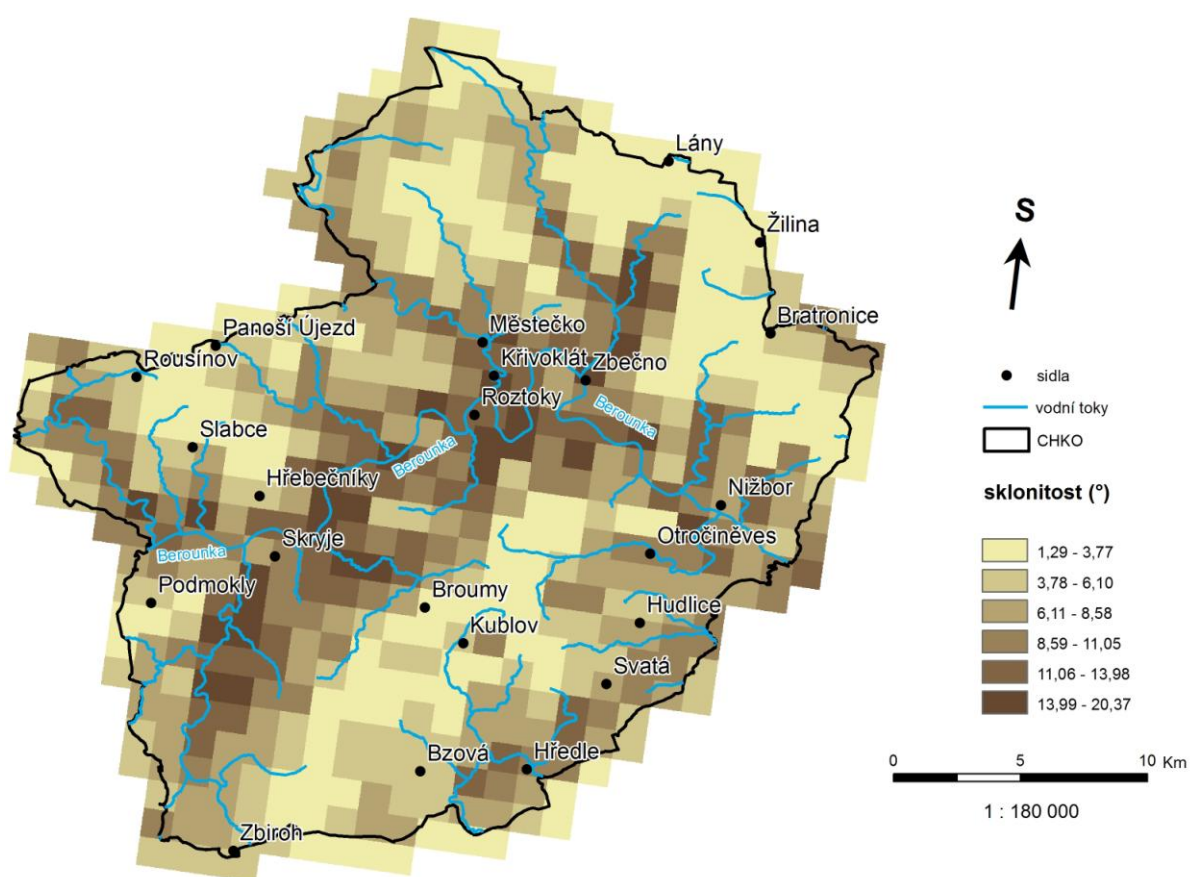 Lány
S
Žilina
Bratronice
Městečko
Panoší Újezd
Křivoklát
Zbečno
Rousínov
Roztoky
Berounka
Slabce
Berounka
Hřebečníky
Nižbor
Otročiněves
Skryje
Berounka
Podmokly
Broumy
Hudlice
Kublov
Svatá
Bzová
Hředle
Zbiroh
sidla
vodní toky
CHKO
sklonitost (°)
1,29 - 3,77
3,78 - 6,10
6,11 - 8,58
8,59 - 11,05
11,06 - 13,98
13,99 - 20,37
0 5 10 Km
1 : 180 000